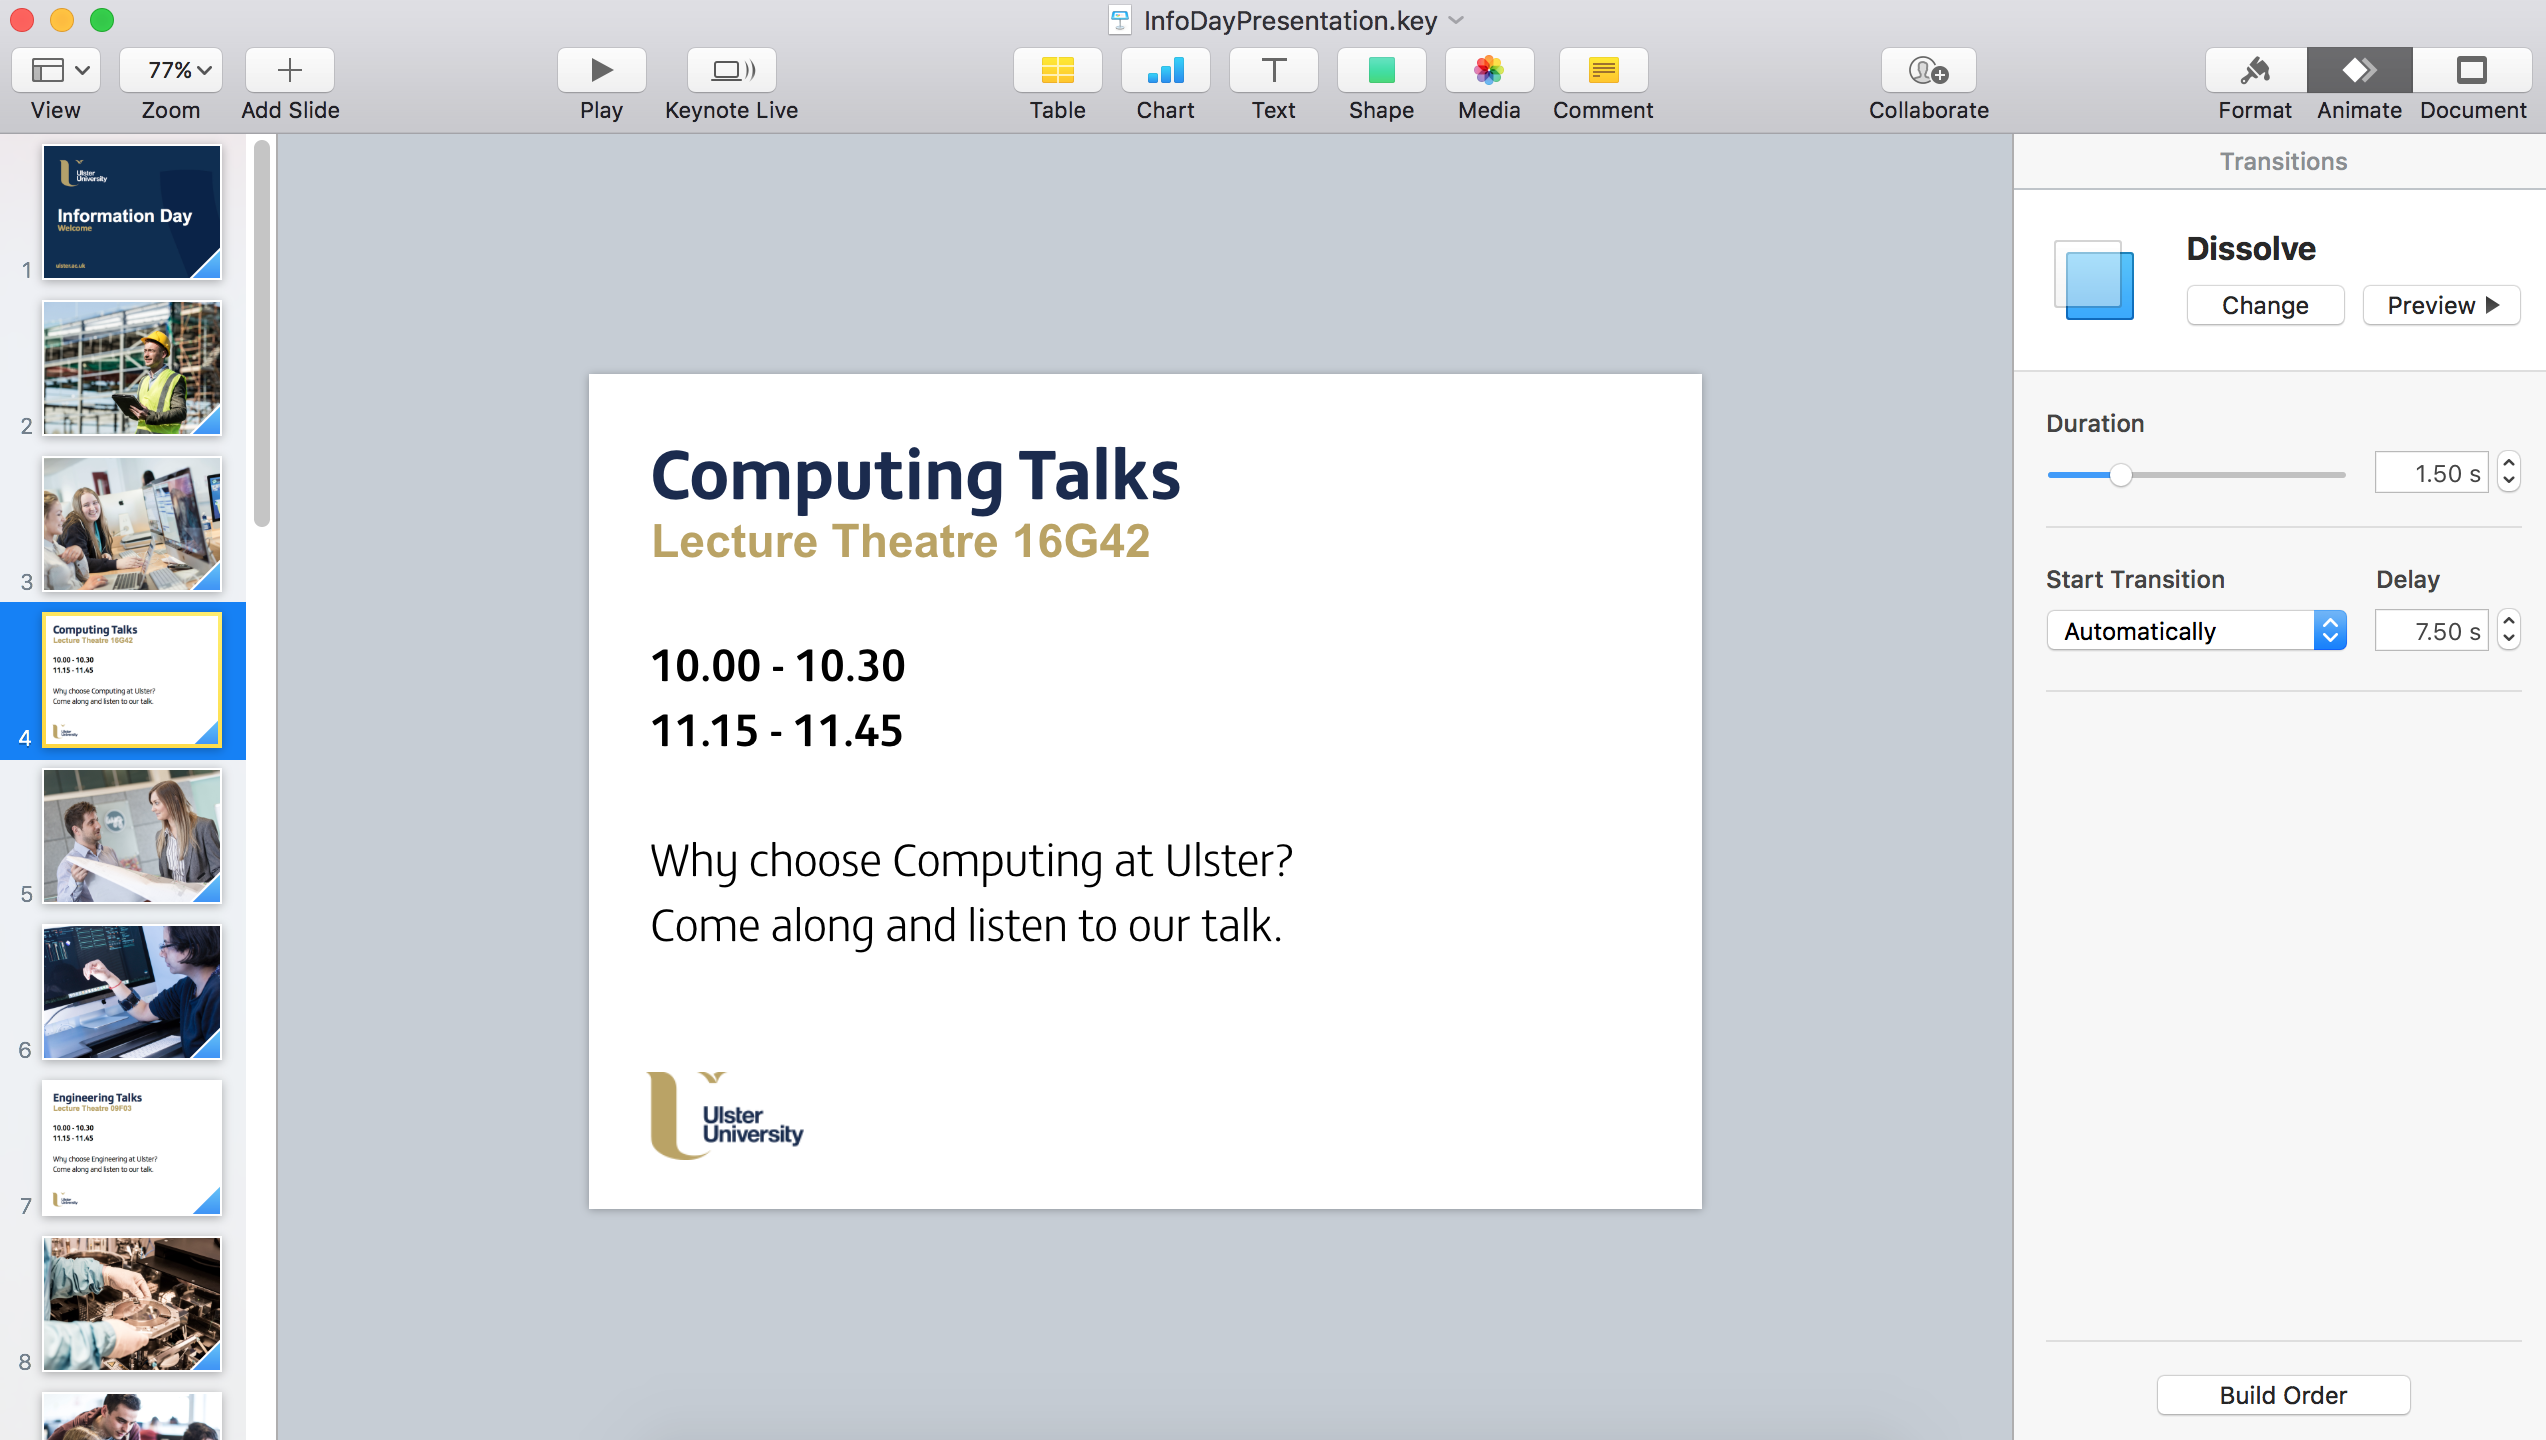 InfoDayPresentation.key
77%
View
Zoom
Add Slide
Play
Keynote Live
Table
Chart
Text
Shape
Media
Comment
Collaborate
Format
Animate
Document
Ulster
University
Information Day
Welcome
ulster.ac.uk
1
2
3
Computing Talks
Lecture Theatre 16G42
10.00 - 10.30
11.15 - 11.45
Why choose Computing at Ulster?
Come along and listen to our talk.
Ulster
University
4
5
6
Engineering Talks
Lecture Theatre 09F03
10.00 - 10.30
11.15 - 11.45
Why choose Engineering at Ulster?
Come along and listen to our talk.
Ulster
University
7
8
Computing Talks
Lecture Theatre 16G42
10.00 - 10.30
11.15 - 11.45
Why choose Computing at Ulster?
Come along and listen to our talk.
Ulster
University
Transitions
Dissolve
Change
Preview
Duration
1.50 s
Start Transition
Delay
Automatically
7.50 s
Build Order